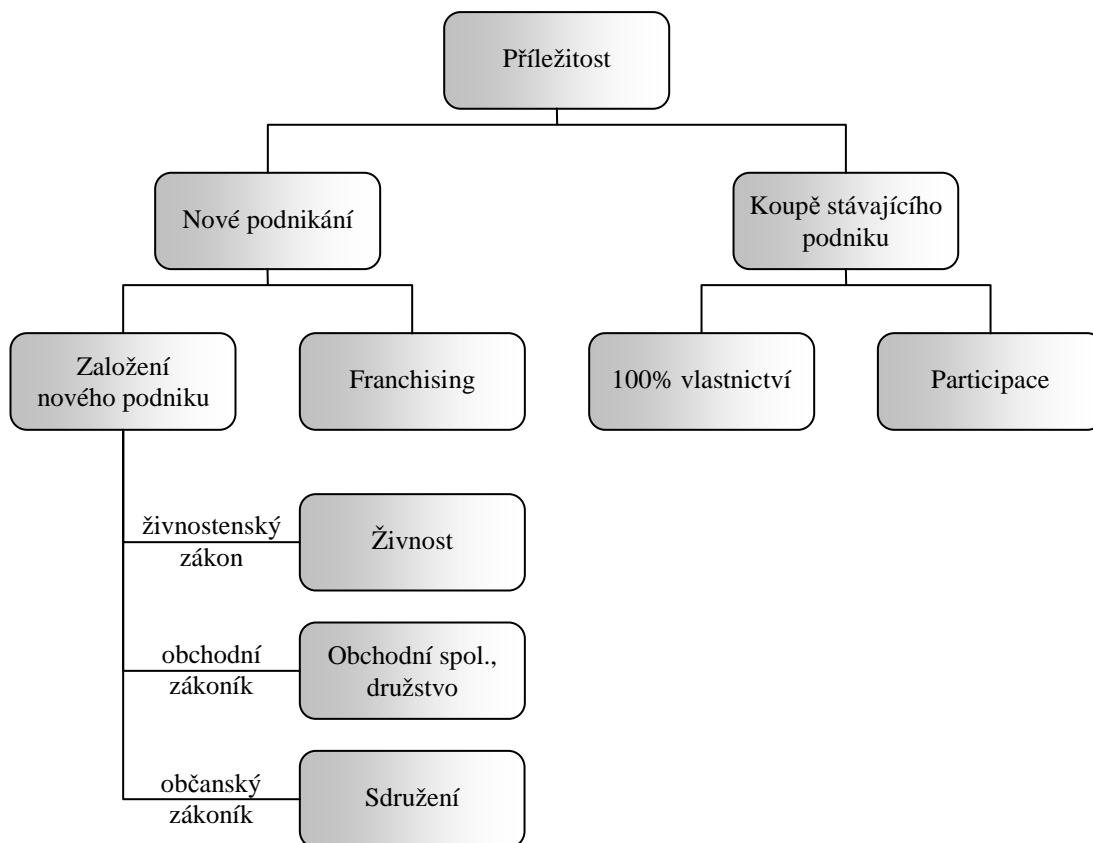 Příležitost
Nové podnikání
Koupě stávajícího
podniku
Založení
nového podniku
Franchising
100% vlastnictví
Participace
živnostenský
zákon
Živnost
obchodní
zákoník
Obchodní spol.,
družstvo
občanský
zákoník
Sdružení